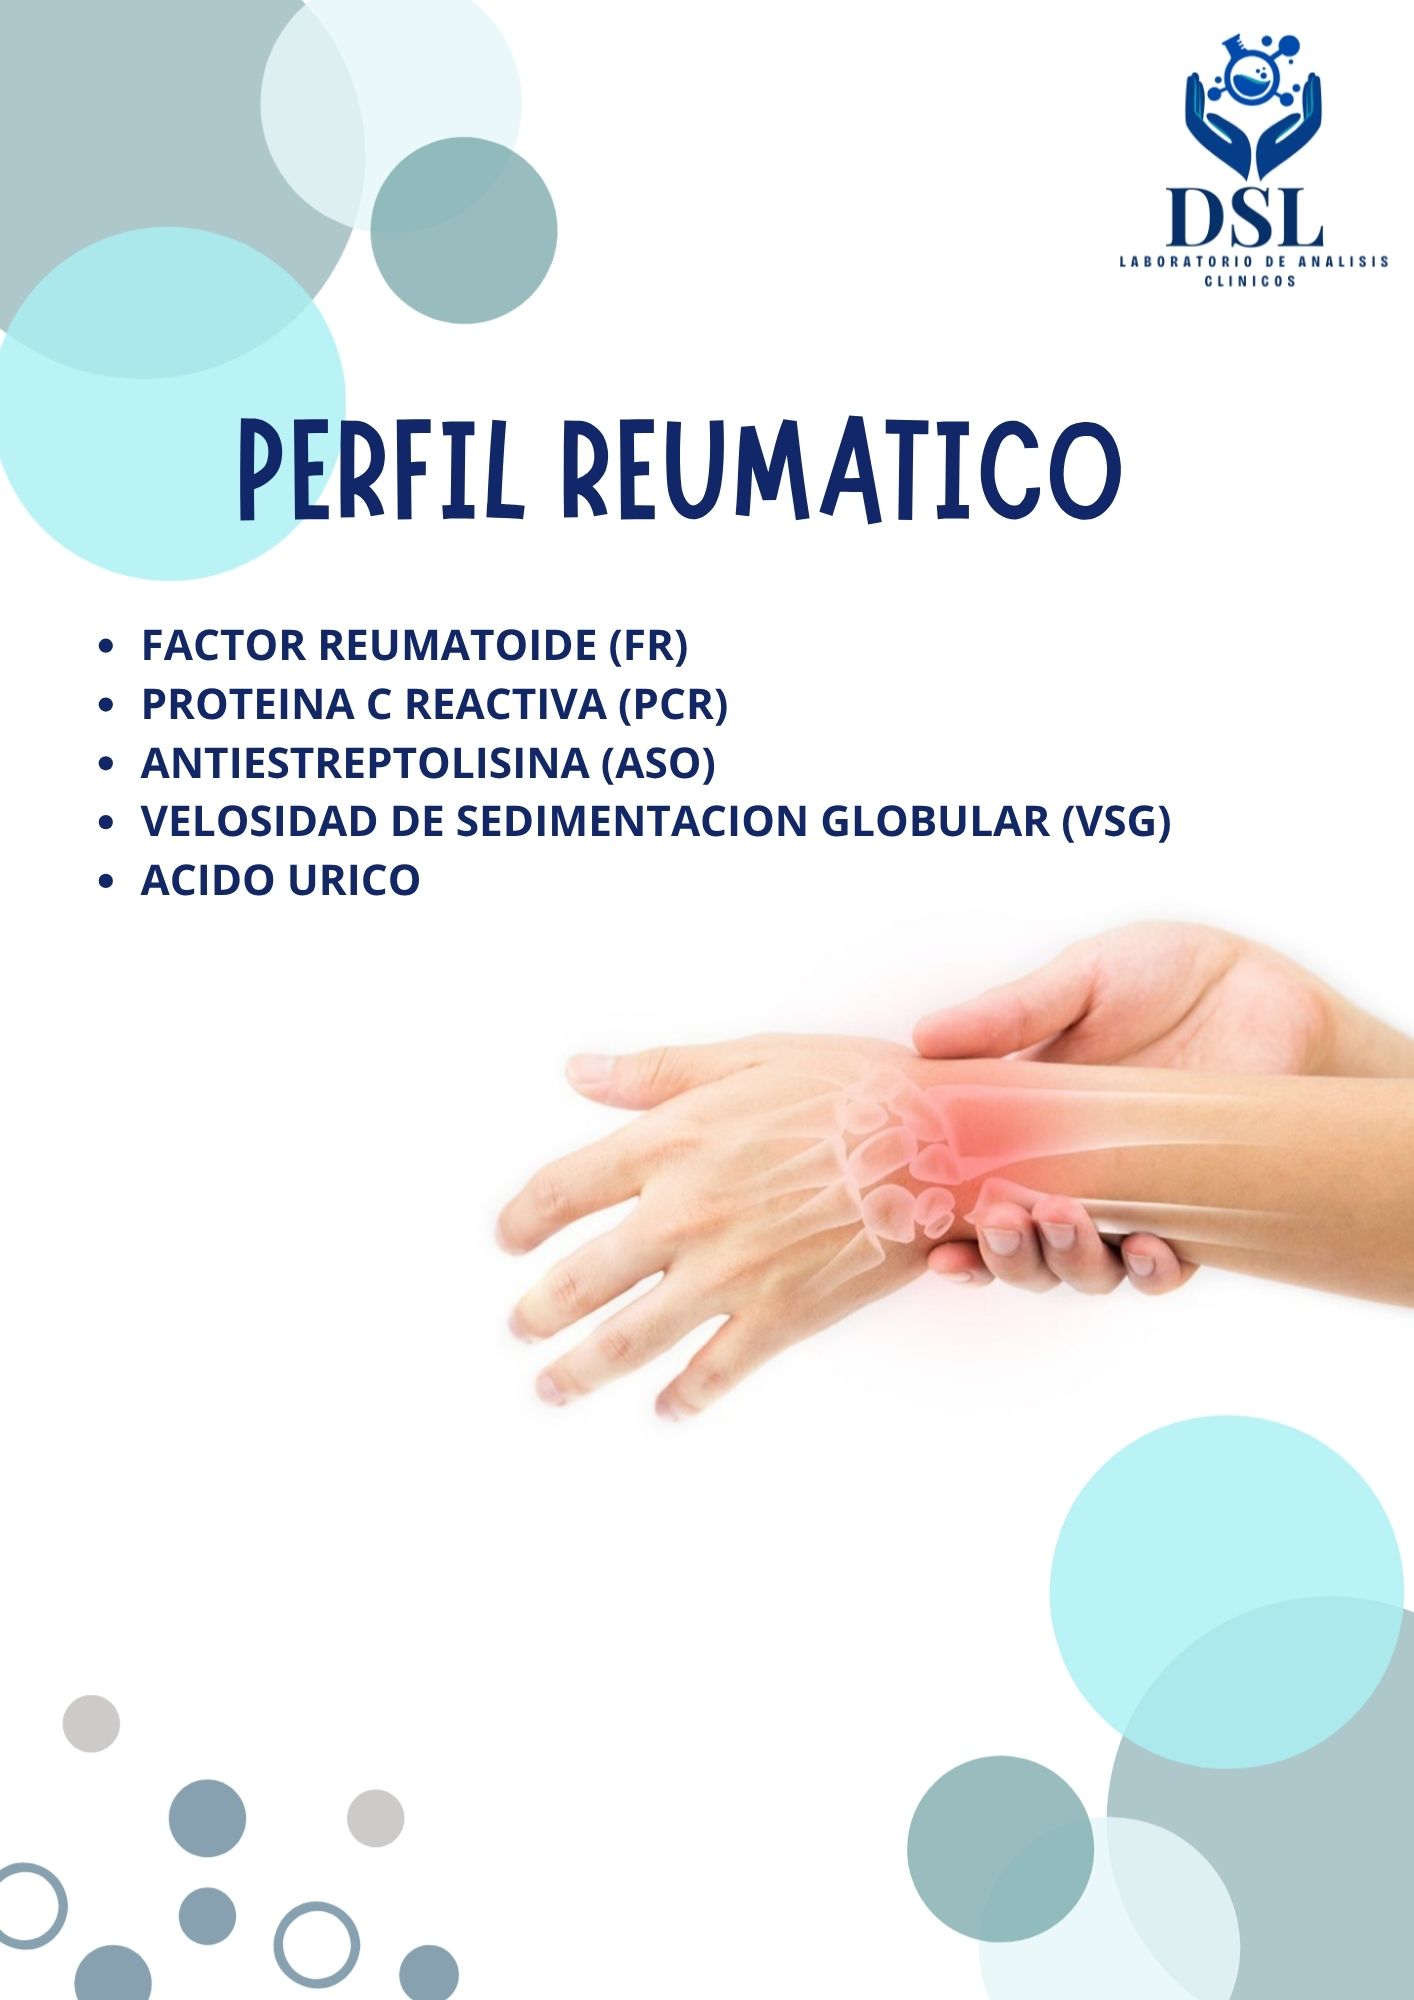 DSL
LABORATORIO DE ANALISIS
CLINICOS
PERFIL REUMATICO
• FACTOR REUMATOIDE (FR)
• PROTEINA C REACTIVA (PCR)
• ANTIESTREPTOLISINA (ASO)
• VELOSIDAD DE SEDIMENTACION GLOBULAR (VSG)
• ACIDO URICO